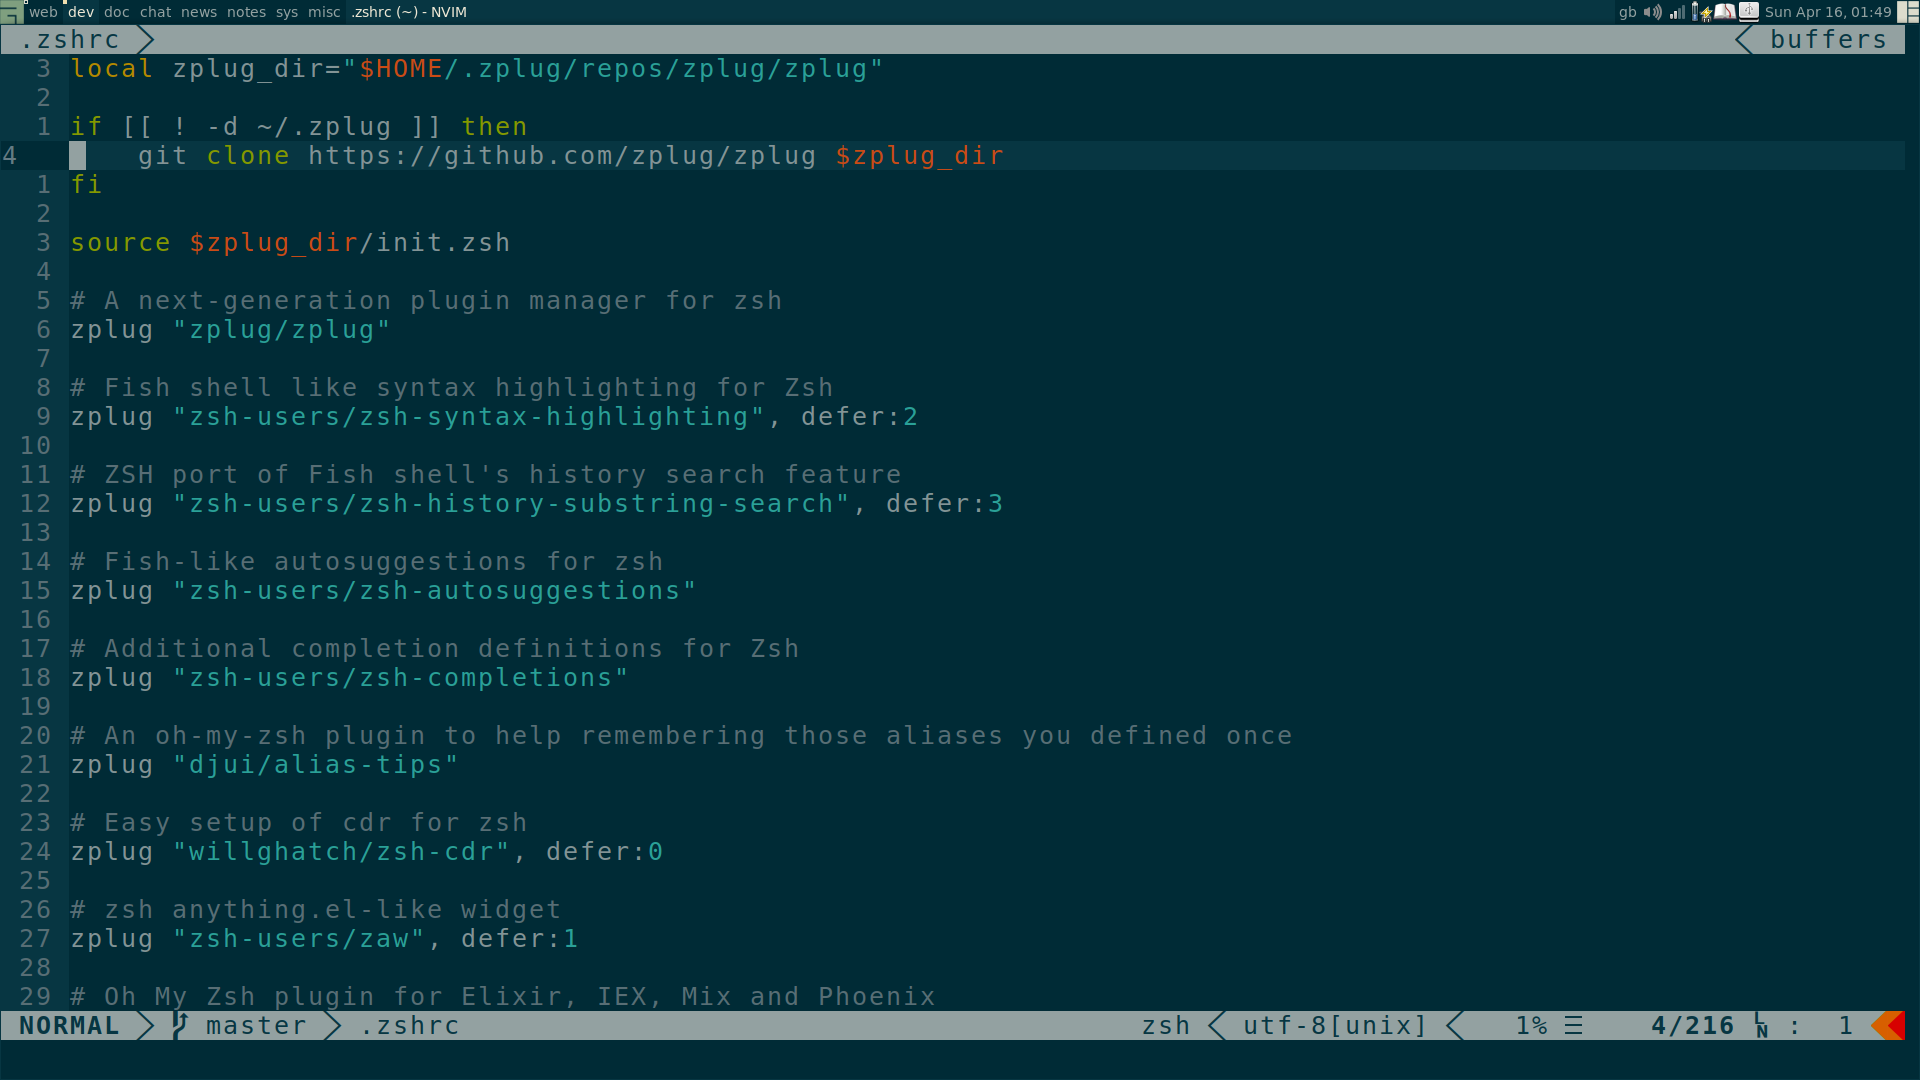 web dev doc chat news notes sys misc .zshrc (~) - NVIM gb Sun Apr 16, 01:49
.zshrc buffers
3 local zplug_dir="$HOME/.zplug/repos/zplug/zplug"
2
1 if [[ ! -d ~/.zplug ]] then
4 git clone https://github.com/zplug/zplug $zplug_dir
1 fi
2
3 source $zplug_dir/init.zsh
4
5 # A next-generation plugin manager for zsh
6 zplug "zplug/zplug"
7
8 # Fish shell like syntax highlighting for Zsh
9 zplug "zsh-users/zsh-syntax-highlighting", defer:2
10
11 # ZSH port of Fish shell's history search feature
12 zplug "zsh-users/zsh-history-substring-search", defer:3
13
14 # Fish-like autosuggestions for zsh
15 zplug "zsh-users/zsh-autosuggestions"
16
17 # Additional completion definitions for Zsh
18 zplug "zsh-users/zsh-completions"
19
20 # An oh-my-zsh plugin to help remembering those aliases you defined once
21 zplug "djui/alias-tips"
22
23 # Easy setup of cdr for zsh
24 zplug "willghatch/zsh-cdr", defer:0
25
26 # zsh anything.el-like widget
27 zplug "zsh-users/zaw", defer:1
28
29 # Oh My Zsh plugin for Elixir, IEX, Mix and Phoenix
NORMAL master .zshrc zsh utf-8[unix] 1% ☰ 4/216 LN : 1